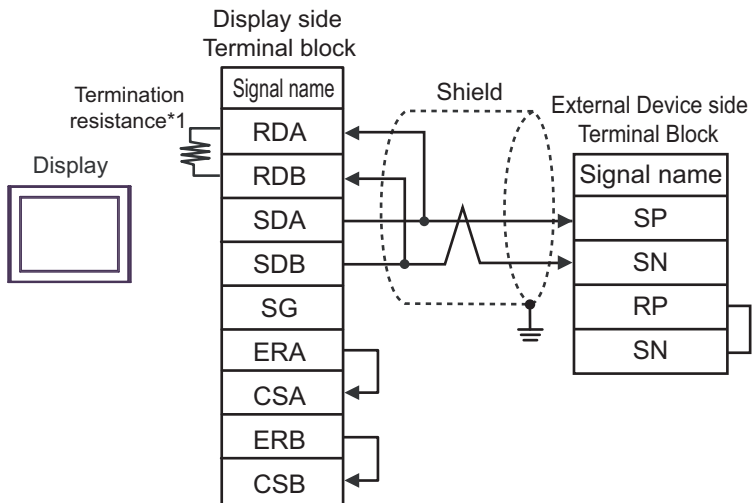 Display side
Terminal block
Termination
resistance*1
Display
Signal name
RDA
RDB
SDA
SDB
SG
ERA
CSA
ERB
CSB
Shield
External Device side
Terminal Block
Signal name
SP
SN
RP
SN